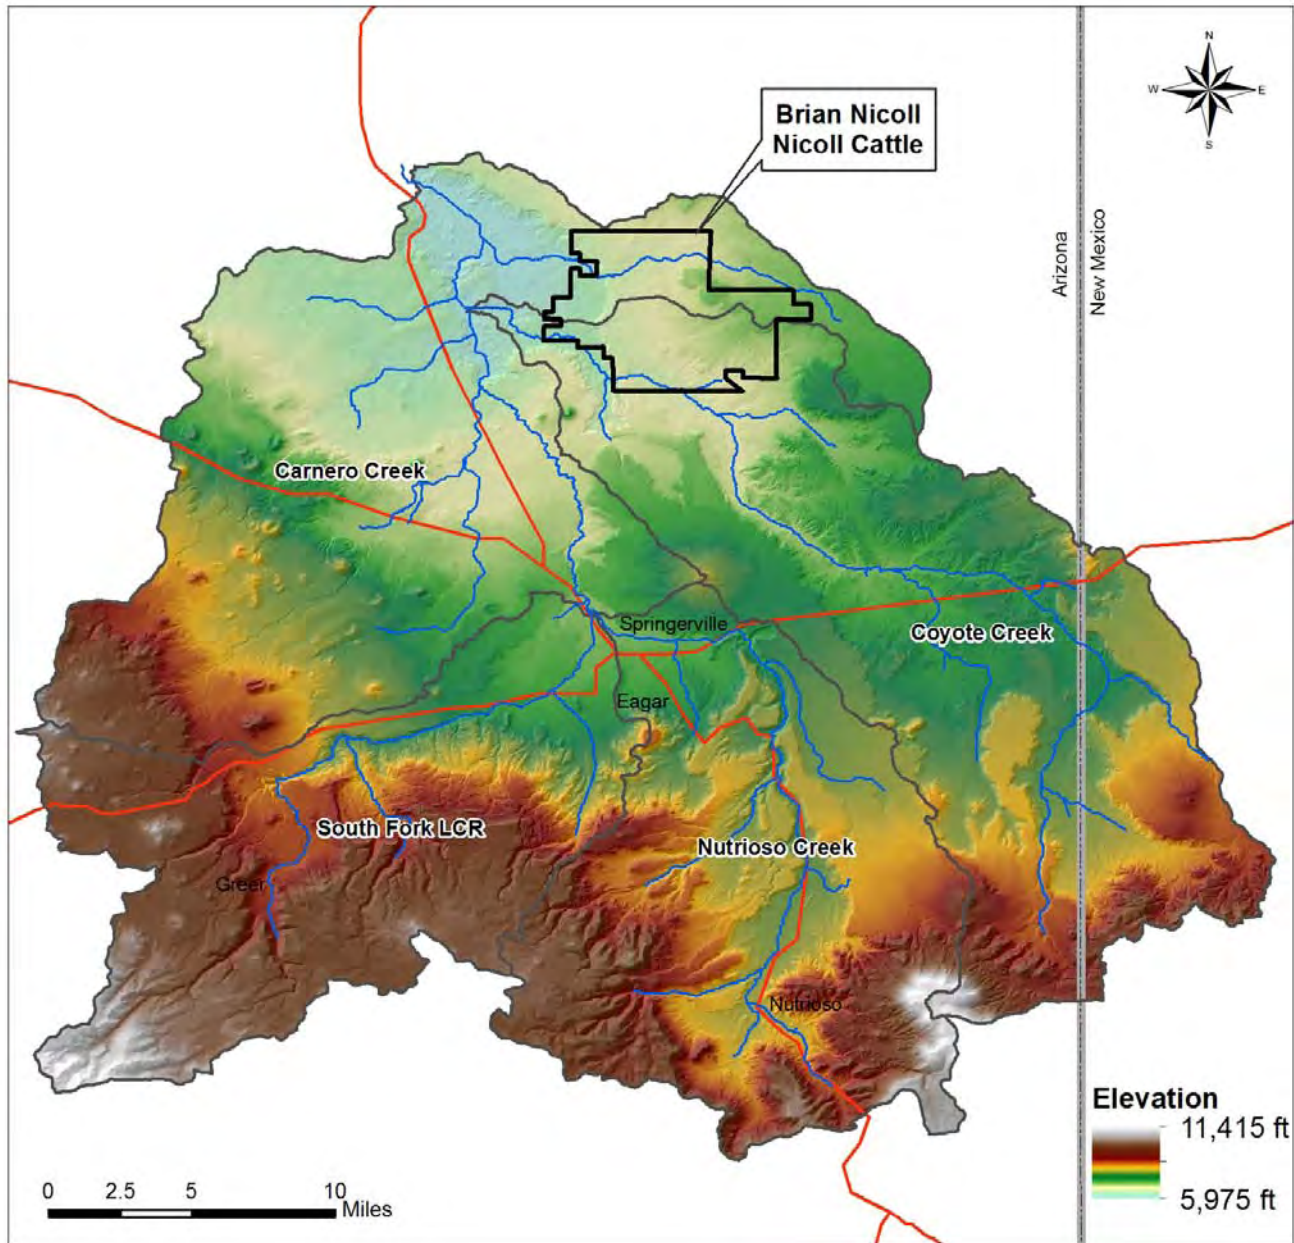 N
W
E
S
Brian Nicoll
Nicoll Cattle
Arizona
New Mexico
Carnero Creek
Springerville
Coyote Creek
Eagar
South Fork LCR
Nutrioso Creek
Greer
Nutrioso
Elevation
11,415 ft
5,975 ft
0 2.5 5 10
Miles